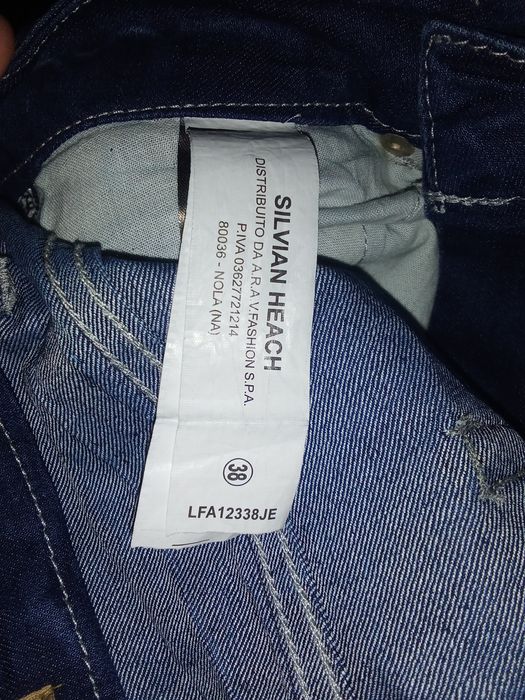 SILVIAN HEACH
DISTRIBUITO DA A.R.A V.FASHION S.P.A.
P.IVA 03627721214
80036 - NOLA (NA)
38
LFA12338JE